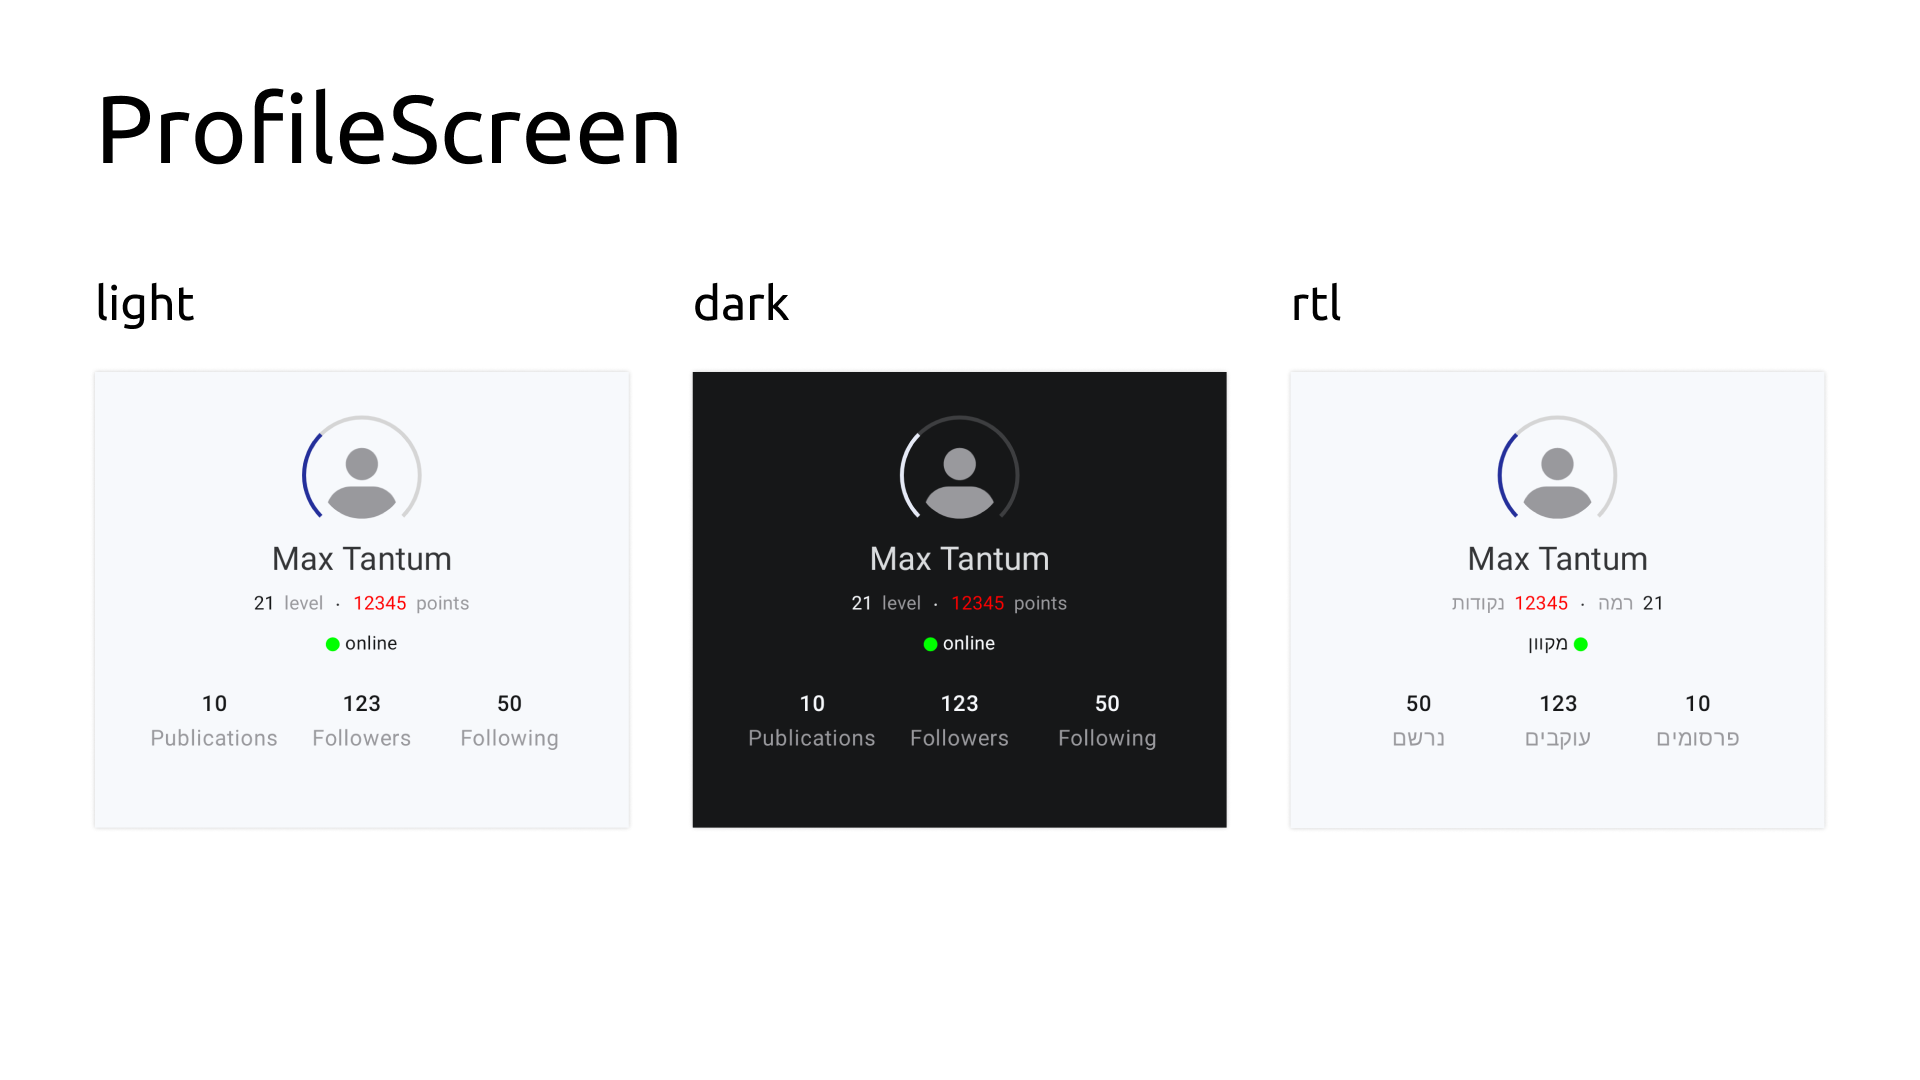 ProfileScreen
light
Max Tantum
21 level · 12345 points
online
10 123 50
Publications Followers Following
dark
Max Tantum
21 level · 12345 points
online
10 123 50
Publications Followers Following
rtl
Max Tantum
21 רמה · 12345 נקודות
מקוון
10 123 50
פרסומים עוקבים נרשם